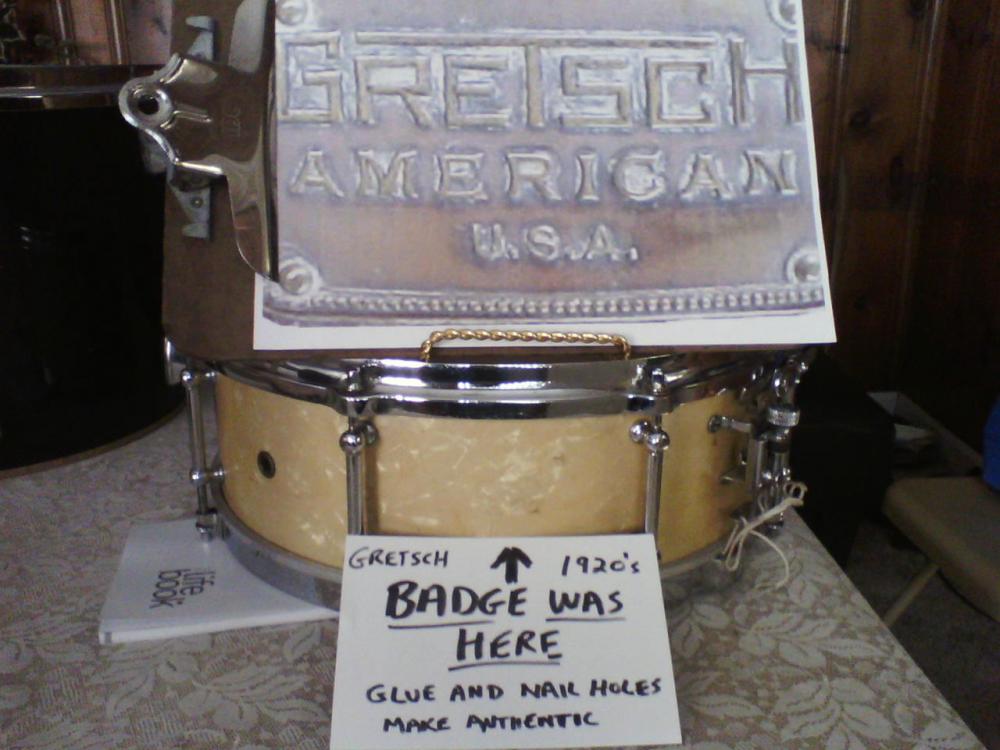 GRETSCH
AMERICAN
U.S.A.
GRETSCH 1920's
BADGE WAS
HERE
GLUE AND NAIL HOLES
MAKE AUTHENTIC
life
book